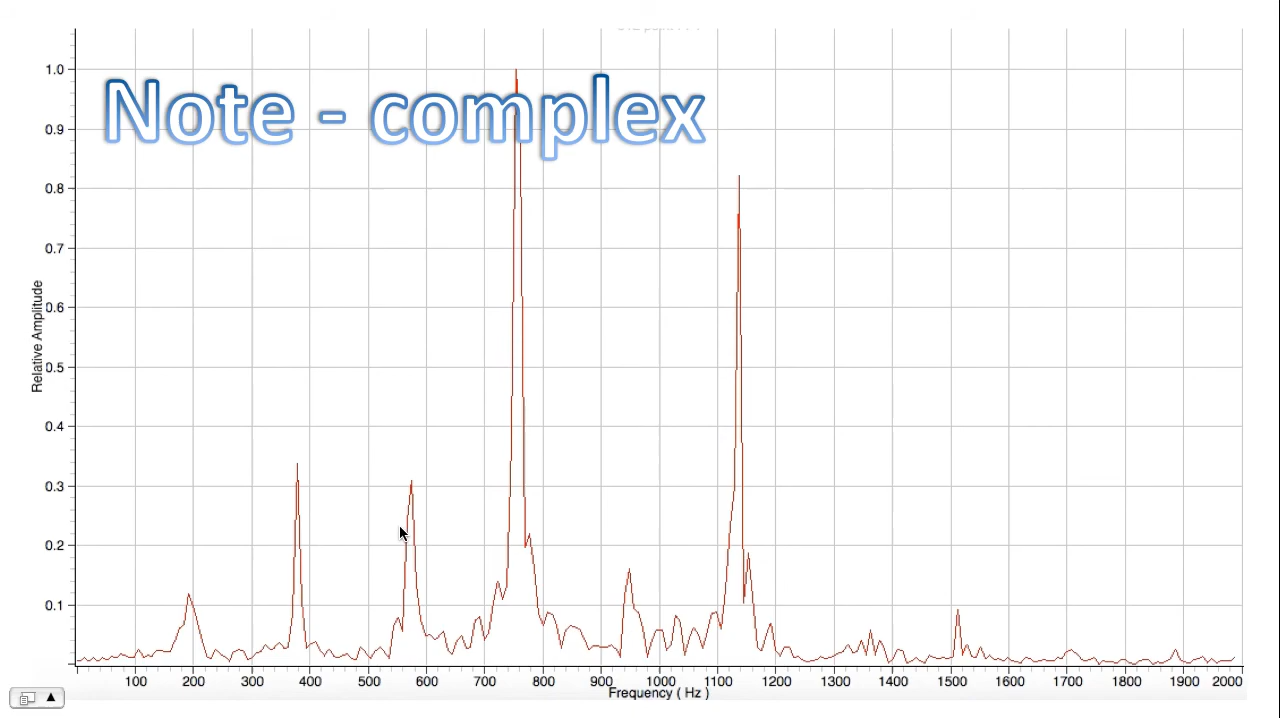 Note - complex
1.0
0.9
0.8
0.7
0.6
0.5
0.4
0.3
0.2
0.1
Relative Amplitude
100 200 300 400 500 600 700 800 900 1000 1100 1200 1300 1400 1500 1600 1700 1800 1900 2000
Frequency ( Hz )